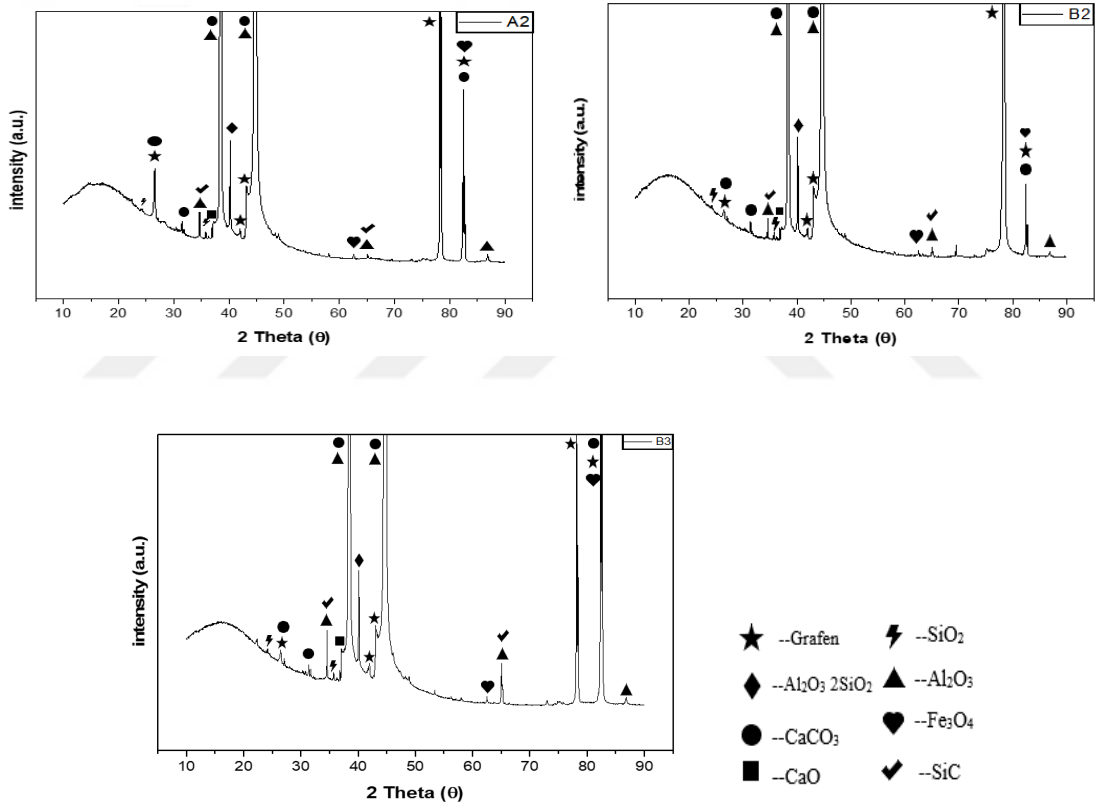 A2
intensity (a.u.)
10 20 30 40 50 60 70 80 90
2 Theta (θ)
B2
intensity (a.u.)
10 20 30 40 50 60 70 80 90
2 Theta (θ)
B3
intensity (a.u.)
10 20 30 40 50 60 70 80 90
2 Theta (θ)
--Grafen
--SiO₂
--Al₂O₃ 2SiO₂
--Al₂O₃
--CaCO₃
--Fe₃O₄
--CaO
--SiC